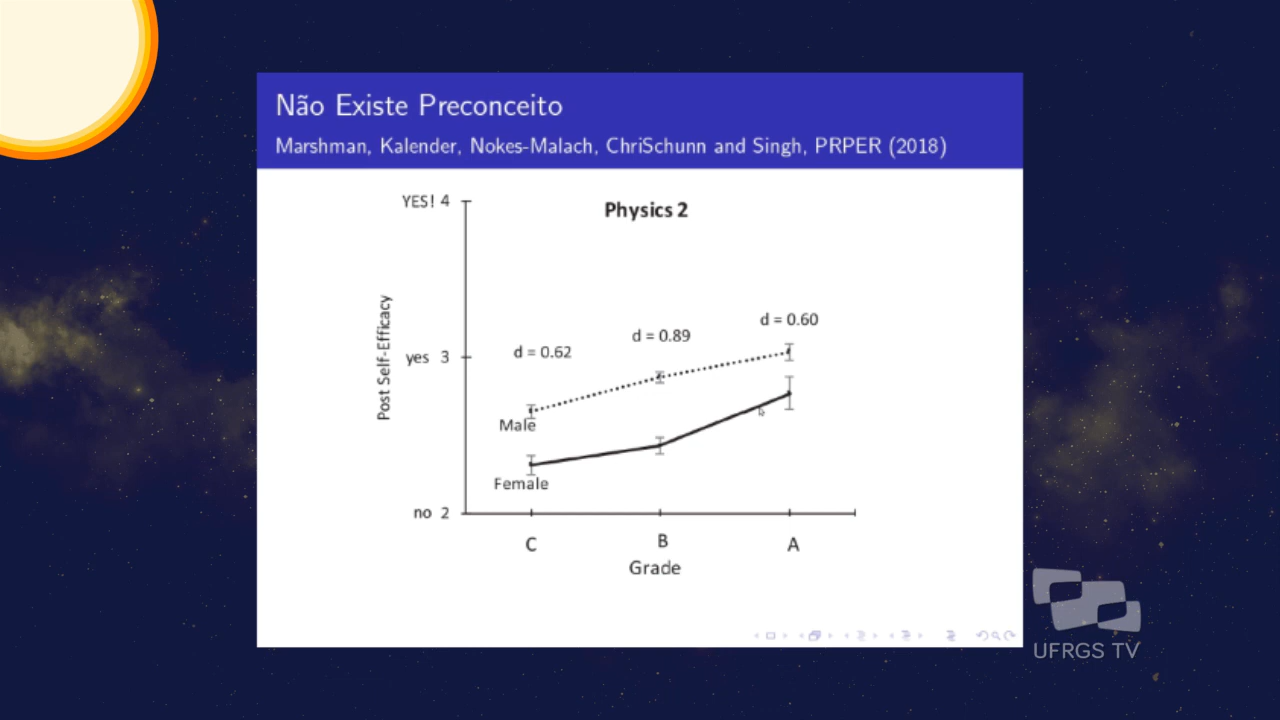 Não Existe Preconceito
Marshman, Kalender, Nokes-Malach, ChriSchunn and Singh, PRPER (2018)
YES! 4
Physics 2
Post Self-Efficacy
d = 0.62
d = 0.89
d = 0.60
yes 3
Male
Female
no 2
C
B
A
Grade
UFRGS TV